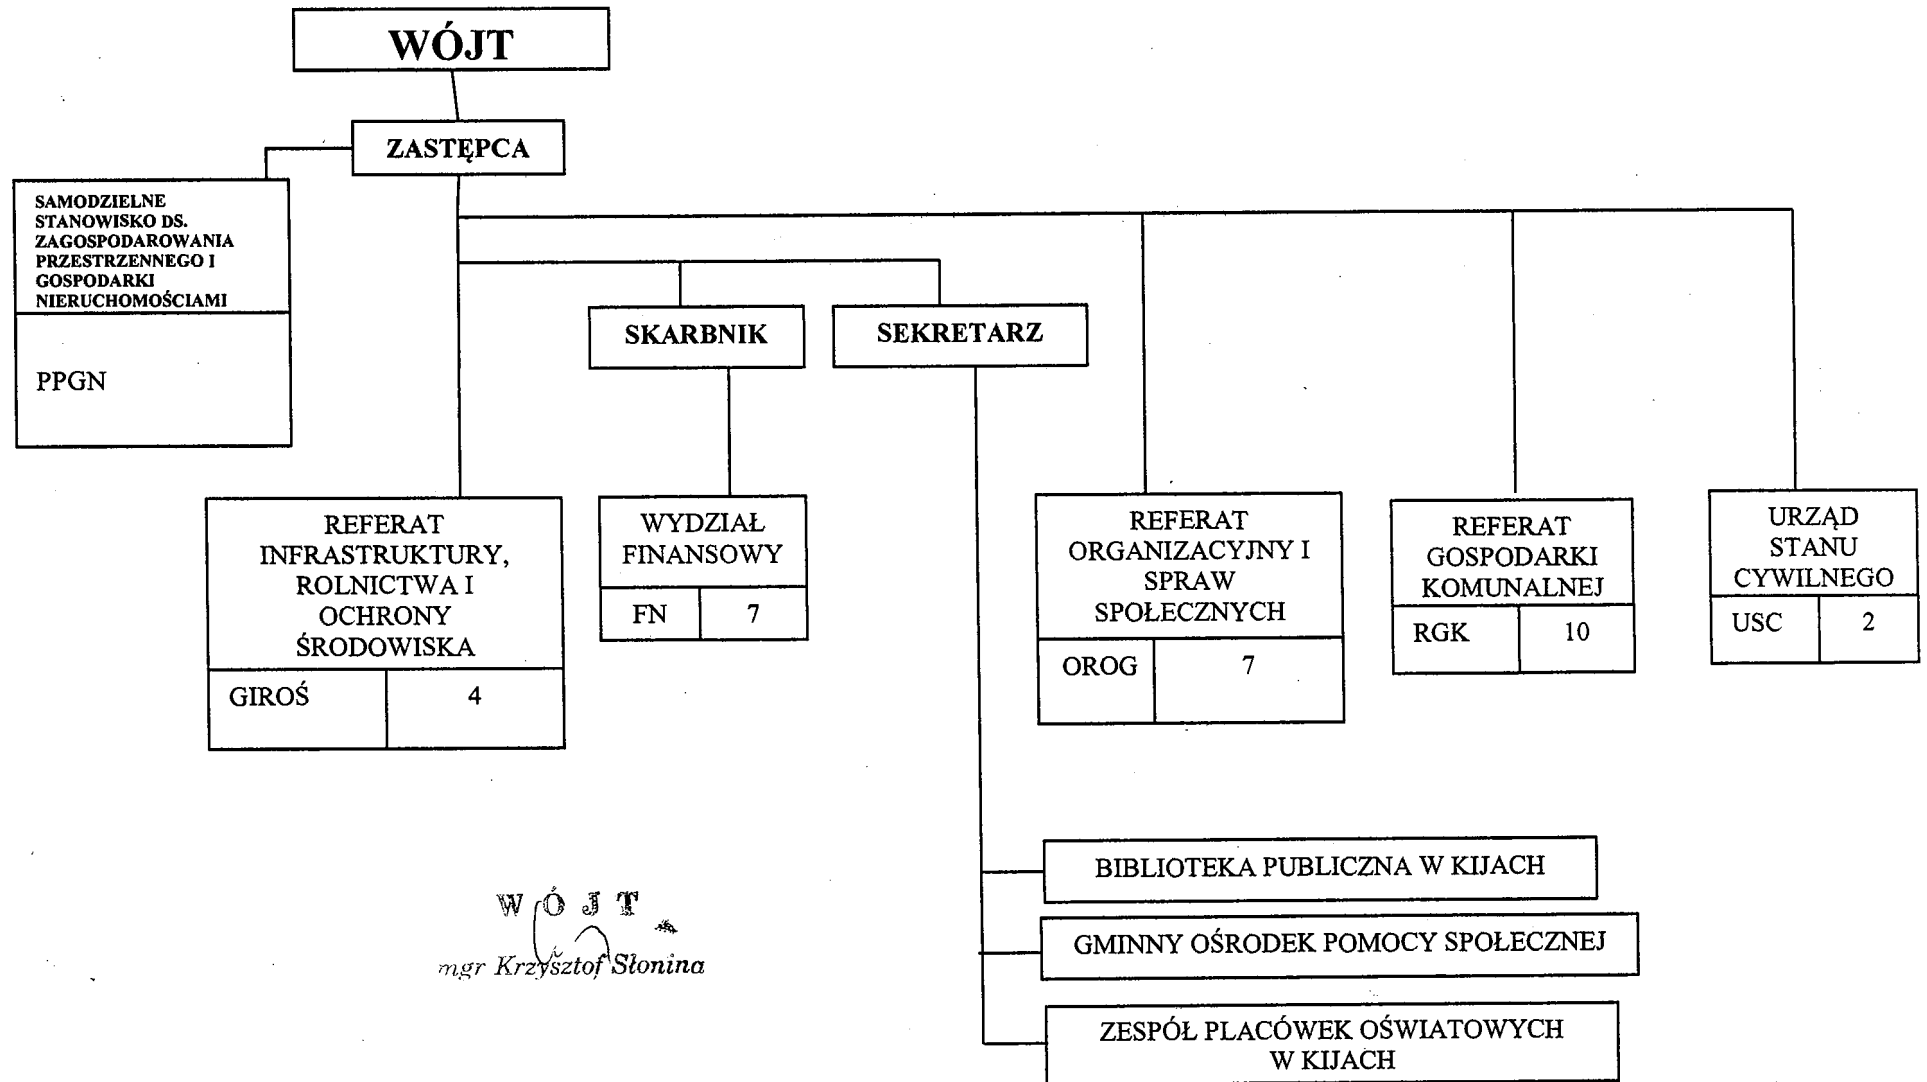 WÓJT
ZASTĘPCA
SAMODZIELNE
STANOWISKO DS.
ZAGOSPODAROWANIA
PRZESTRZENNEGO I
GOSPODARKI
NIERUCHOMOŚCIAMI
PPGN
SKARBNIK
SEKRETARZ
REFERAT
INFRASTRUKTURY,
ROLNICTWA I
OCHRONY
ŚRODOWISKA
GIROŚ 4
WYDZIAŁ
FINANSOWY
FN 7
REFERAT
ORGANIZACYJNY I
SPRAW
SPOŁECZNYCH
OROG 7
REFERAT
GOSPODARKI
KOMUNALNEJ
RGK 10
URZĄD
STANU
CYWILNEGO
USC 2
BIBLIOTEKA PUBLICZNA W KIJACH
GMINNY OŚRODEK POMOCY SPOŁECZNEJ
ZESPÓŁ PLACÓWEK OŚWIATOWYCH
W KIJACH
WÓJT
mgr Krzysztof Słonina